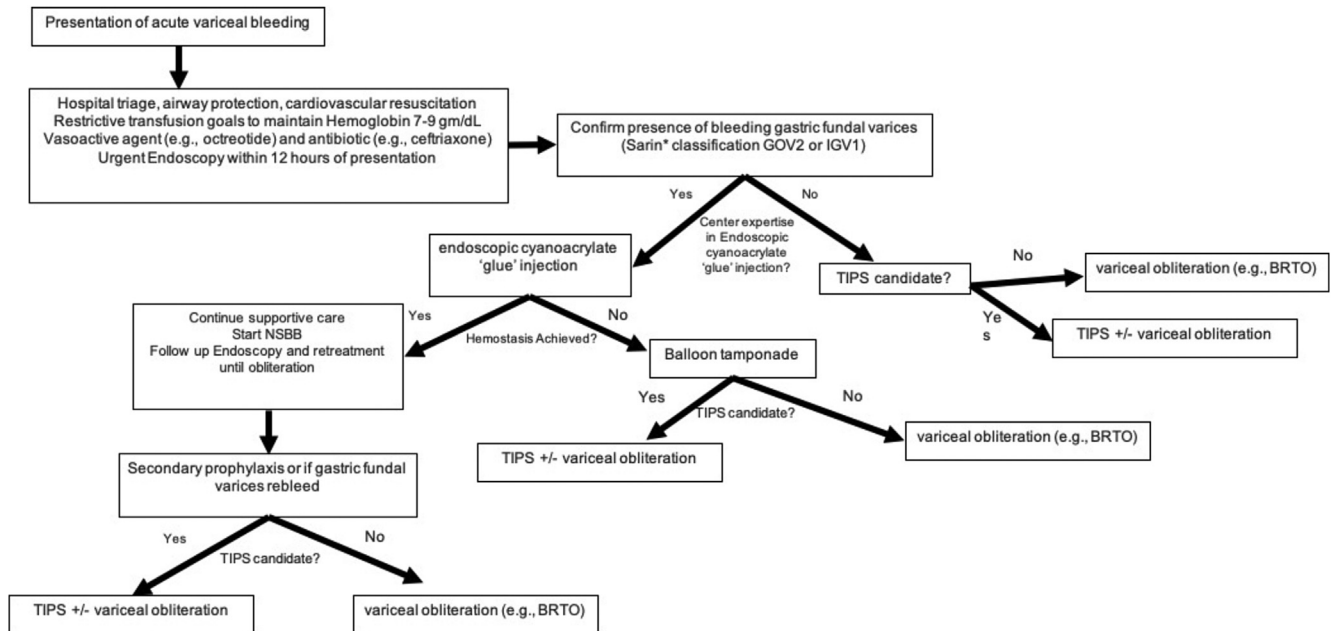 Presentation of acute variceal bleeding
Hospital triage, airway protection, cardiovascular resuscitation
Restrictive transfusion goals to maintain Hemoglobin 7-9 gm/dL
Vasoactive agent (e.g., octreotide) and antibiotic (e.g., ceftriaxone)
Urgent Endoscopy within 12 hours of presentation
Confirm presence of bleeding gastric fundal varices
(Sarin* classification GOV2 or IGV1)
Yes
No
Center expertise
in Endoscopic
cyanoacrylate
'glue' injection?
endoscopic cyanoacrylate
'glue' injection
TIPS candidate?
No
variceal obliteration (e.g., BRTO)
Ye
s
TIPS +/- variceal obliteration
Yes
No
Hemostasis Achieved?
Continue supportive care
Start NSBB
Follow up Endoscopy and retreatment
until obliteration
Balloon tamponade
Yes
No
TIPS candidate?
TIPS +/- variceal obliteration
variceal obliteration (e.g., BRTO)
Secondary prophylaxis or if gastric fundal
varices rebleed
Yes
No
TIPS candidate?
TIPS +/- variceal obliteration
variceal obliteration (e.g., BRTO)